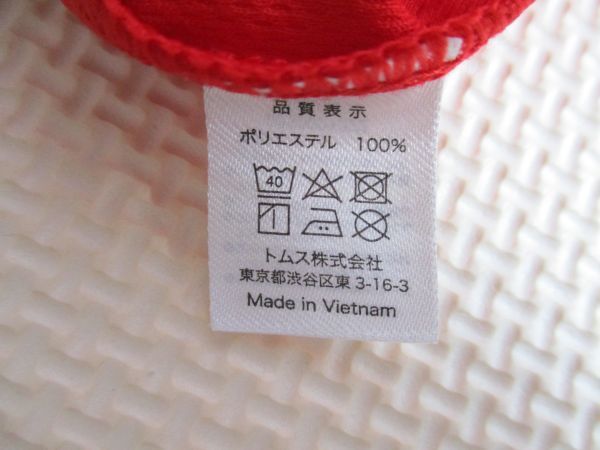 品質表示
ポリエステル 100%
40
トムス株式会社
東京都渋谷区東 3-16-3
Made in Vietnam